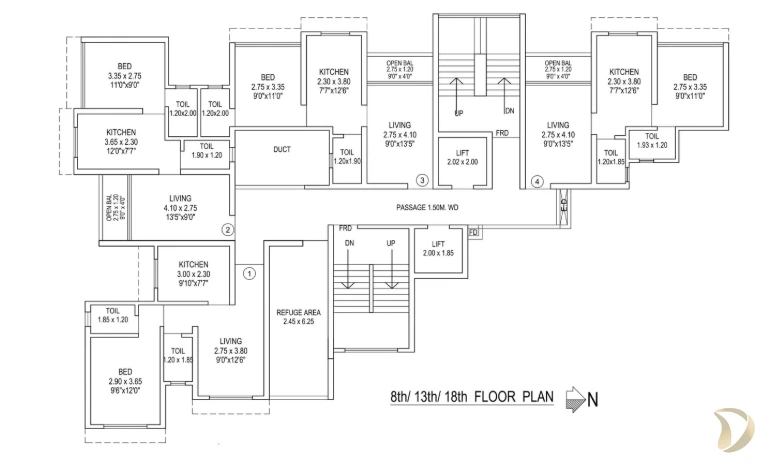 BED
3.35 x 2.75
11'0"x9'0"
TOIL
1.20x2.00
TOIL
1.20x2.00
KITCHEN
3.65 x 2.30
12'0"x7'7"
TOIL
1.90 x 1.20
OPEN BAL
2.75 x 1.20
9'0" x 4'0"
LIVING
4.10 x 2.75
13'5"x9'0"
2
BED
2.75 x 3.35
9'0"x11'0"
KITCHEN
2.30 x 3.80
7'7"x12'6"
DUCT
TOIL
1.20x1.90
OPEN BAL
2.75 x 1.20
9'0" x 4'0"
LIVING
2.75 x 4.10
9'0"x13'5"
3
UP
DN
FRD
LIFT
2.02 x 2.00
OPEN BAL
2.75 x 1.20
9'0" x 4'0"
LIVING
2.75 x 4.10
9'0"x13'5"
4
KITCHEN
2.30 x 3.80
7'7"x12'6"
BED
2.75 x 3.35
9'0"x11'0"
TOIL
1.93 x 1.20
TOIL
1.20x1.85
PASSAGE 1.50M. WD
E D
FD
FRD
DN
UP
LIFT
2.00 x 1.85
KITCHEN
3.00 x 2.30
9'10"x7'7"
1
TOIL
1.85 x 1.20
BED
2.90 x 3.65
9'6"x12'0"
TOIL
1.20 x 1.85
LIVING
2.75 x 3.80
9'0"x12'6"
REFUGE AREA
2.45 x 6.25
8th/ 13th/ 18th FLOOR PLAN
N